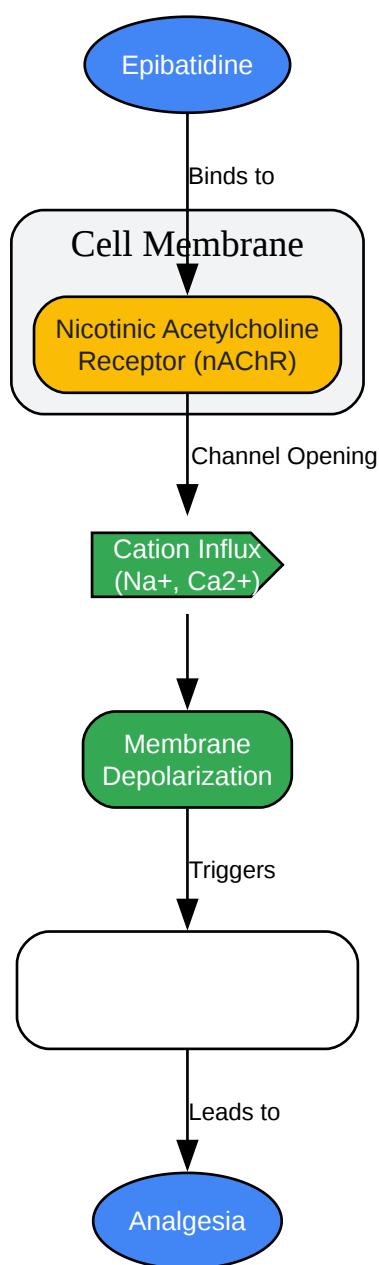 Epibatidine
Binds to
Cell Membrane
Nicotinic Acetylcholine
Receptor (nAChR)
Channel Opening
Cation Influx
(Na+, Ca2+)
Membrane
Depolarization
Triggers
Leads to
Analgesia